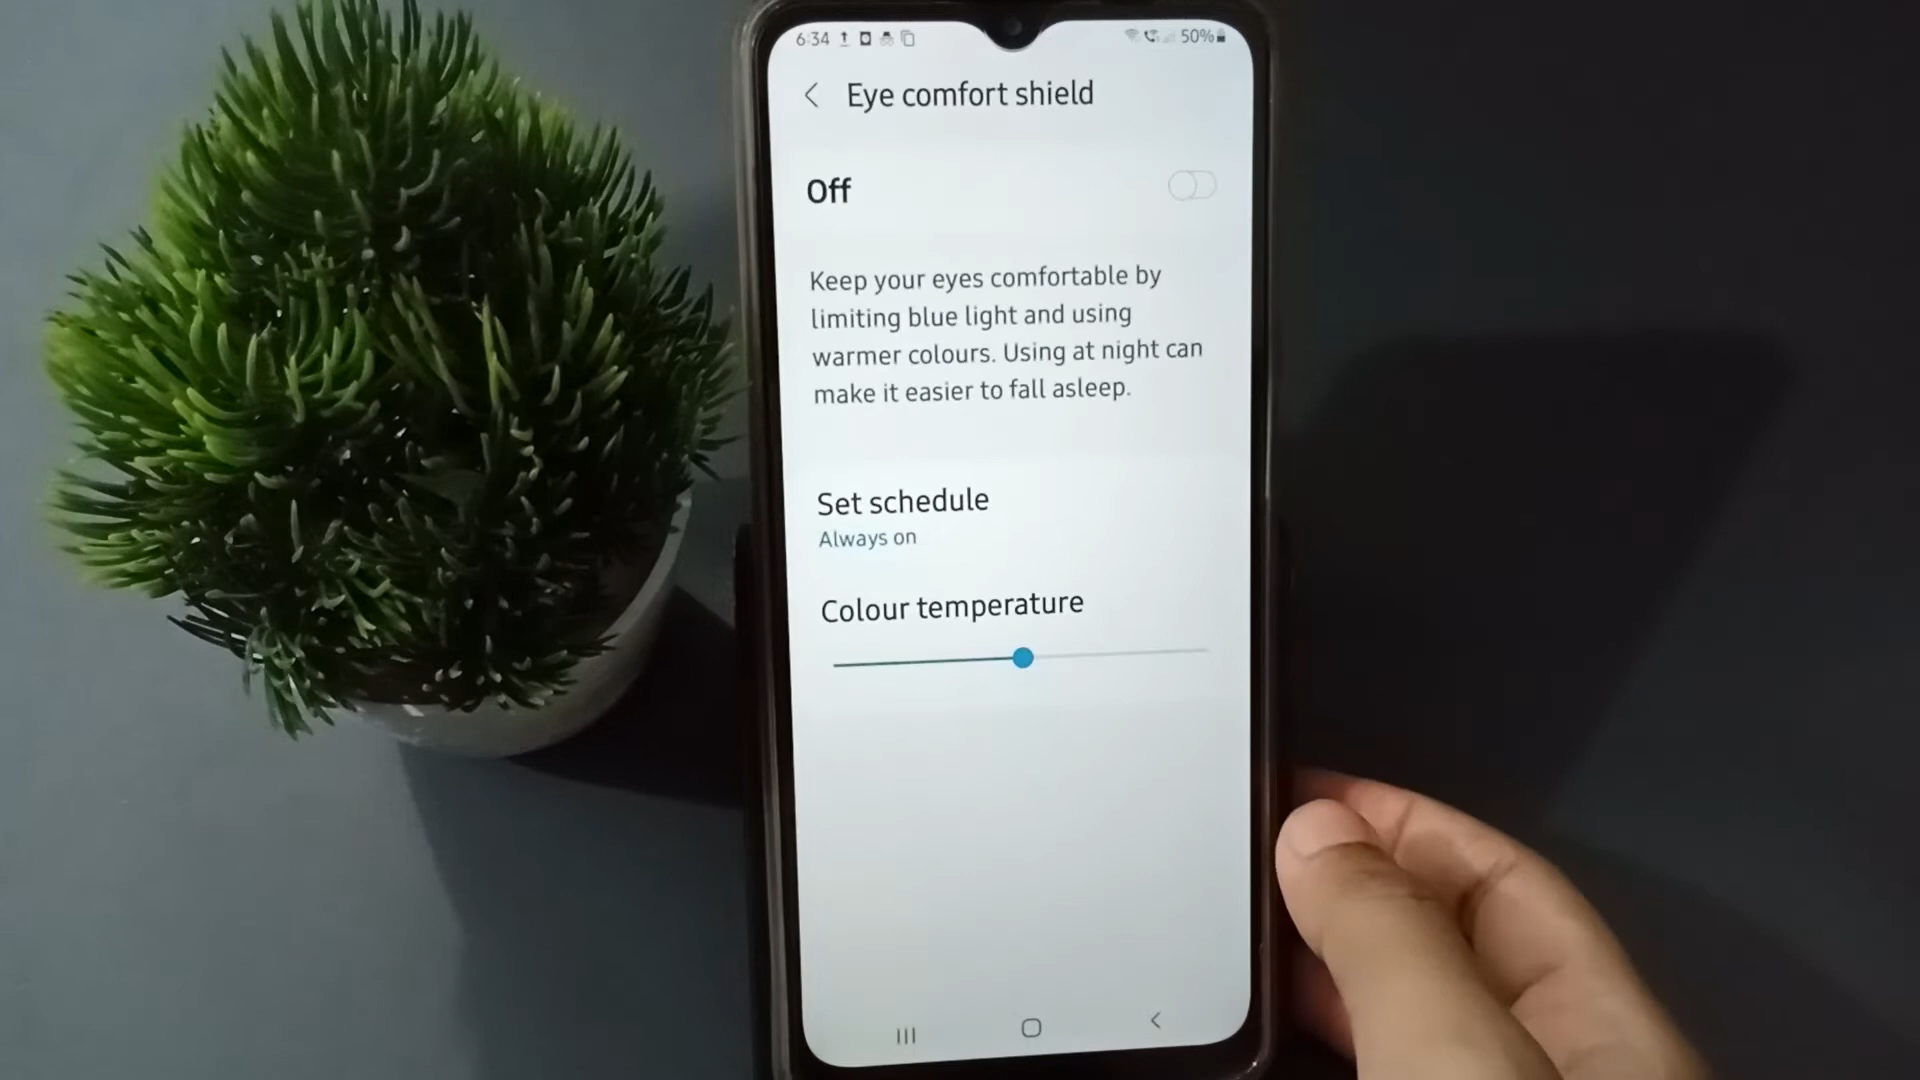 6:34
50%
Eye comfort shield
Off
Keep your eyes comfortable by
limiting blue light and using
warmer colours. Using at night can
make it easier to fall asleep.
Set schedule
Always on
Colour temperature